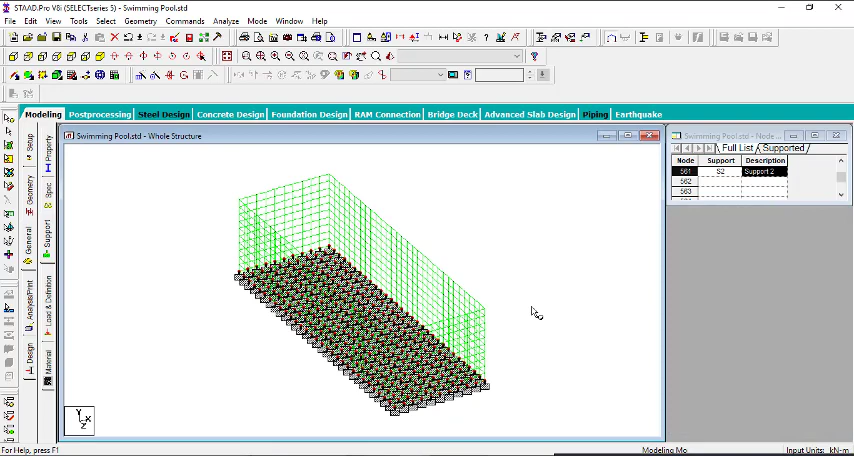 STAAD.Pro V8i (SELECTseries 5) - Swimming Pool.std
File Edit View Tools Select Geometry Commands Analyze Mode Window Help
Modeling Postprocessing Steel Design Concrete Design Foundation Design RAM Connection Bridge Deck Advanced Slab Design Piping Earthquake
Setup
Geometry
General
Analysis/Print
Design
Property
Spec
Support
Load & Definition
Material
Swimming Pool.std - Whole Structure
Y
X
Z
Swimming Pool.std - Node ...
Full List Supported
Node Support Description
561 S2 Support 2
562
563
For Help, press F1
Modeling Mo
Input Units: kN-m